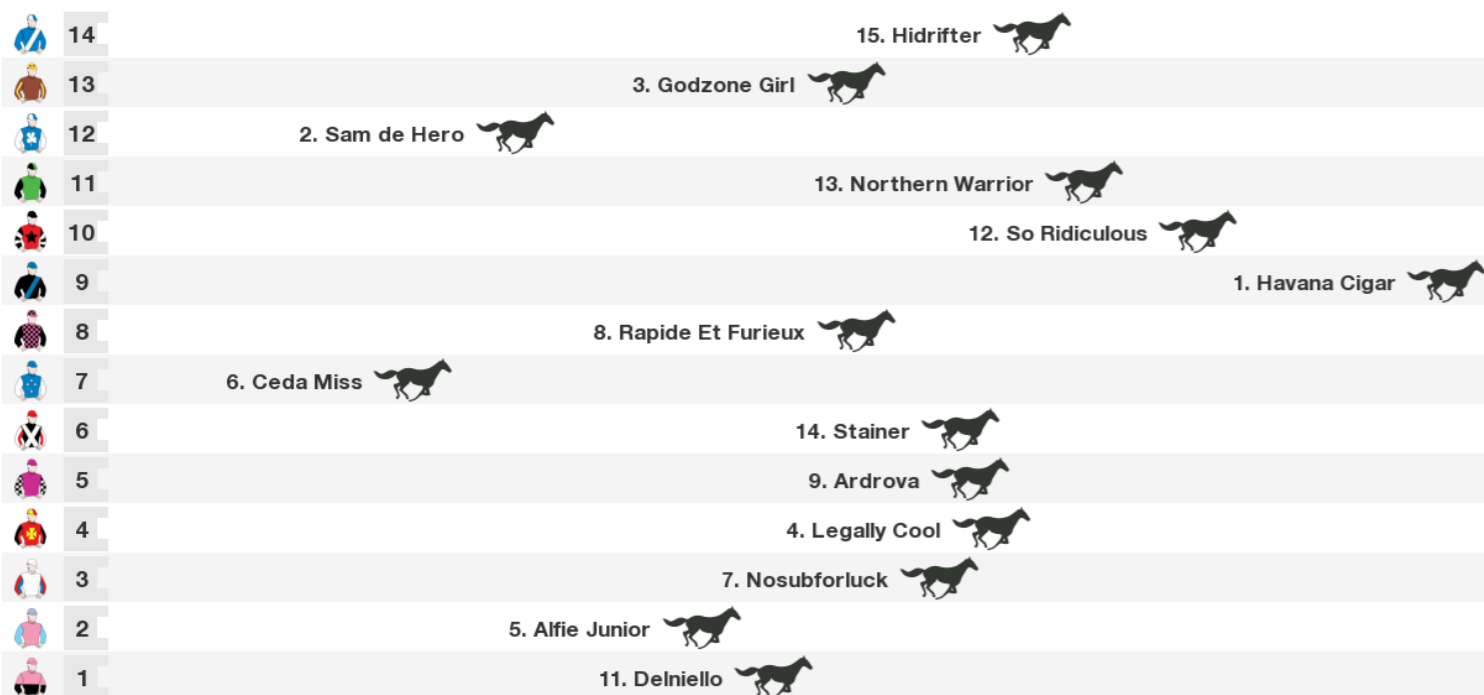 14 15. Hidrifter
13 3. Godzone Girl
12 2. Sam de Hero
11 13. Northern Warrior
10 12. So Ridiculous
9 1. Havana Cigar
8 8. Rapide Et Furieux
7 6. Ceda Miss
6 14. Stainer
5 9. Ardrova
4 4. Legally Cool
3 7. Nosubforluck
2 5. Alfie Junior
1 11. Delniello